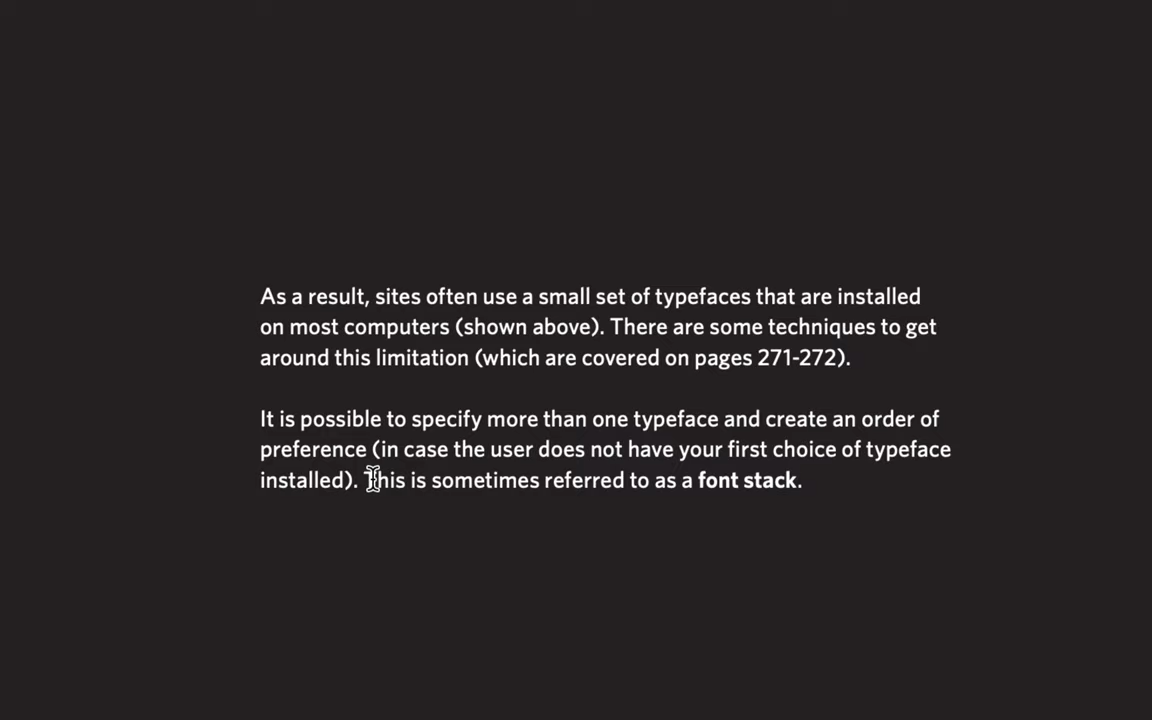 As a result, sites often use a small set of typefaces that are installed
on most computers (shown above). There are some techniques to get
around this limitation (which are covered on pages 271-272).
It is possible to specify more than one typeface and create an order of
preference (in case the user does not have your first choice of typeface
installed). This is sometimes referred to as a font stack.